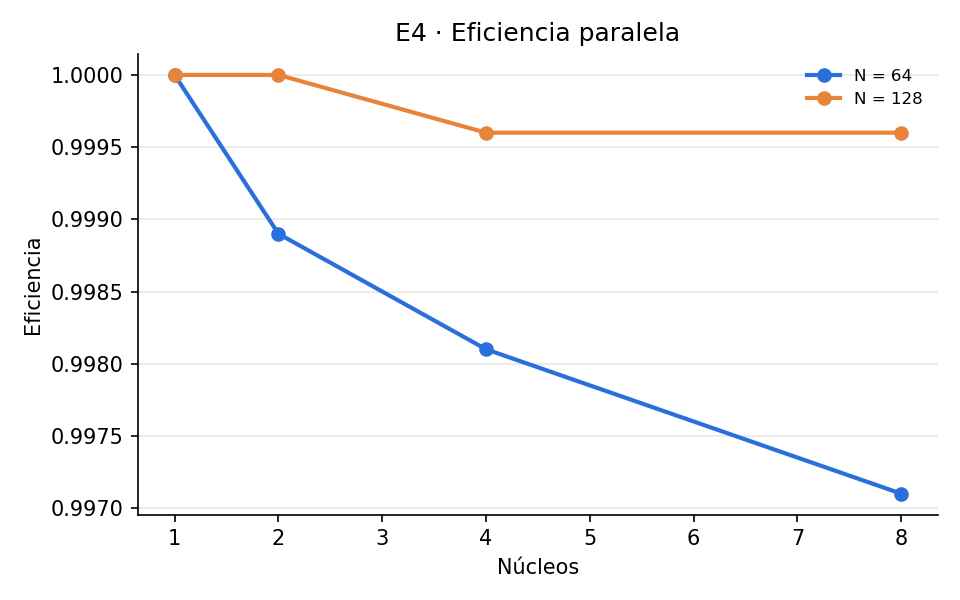 E4 · Eficiencia paralela
N = 64
N = 128
1.0000
0.9995
0.9990
0.9985
0.9980
0.9975
0.9970
Eficiencia
1 2 3 4 5 6 7 8
Núcleos